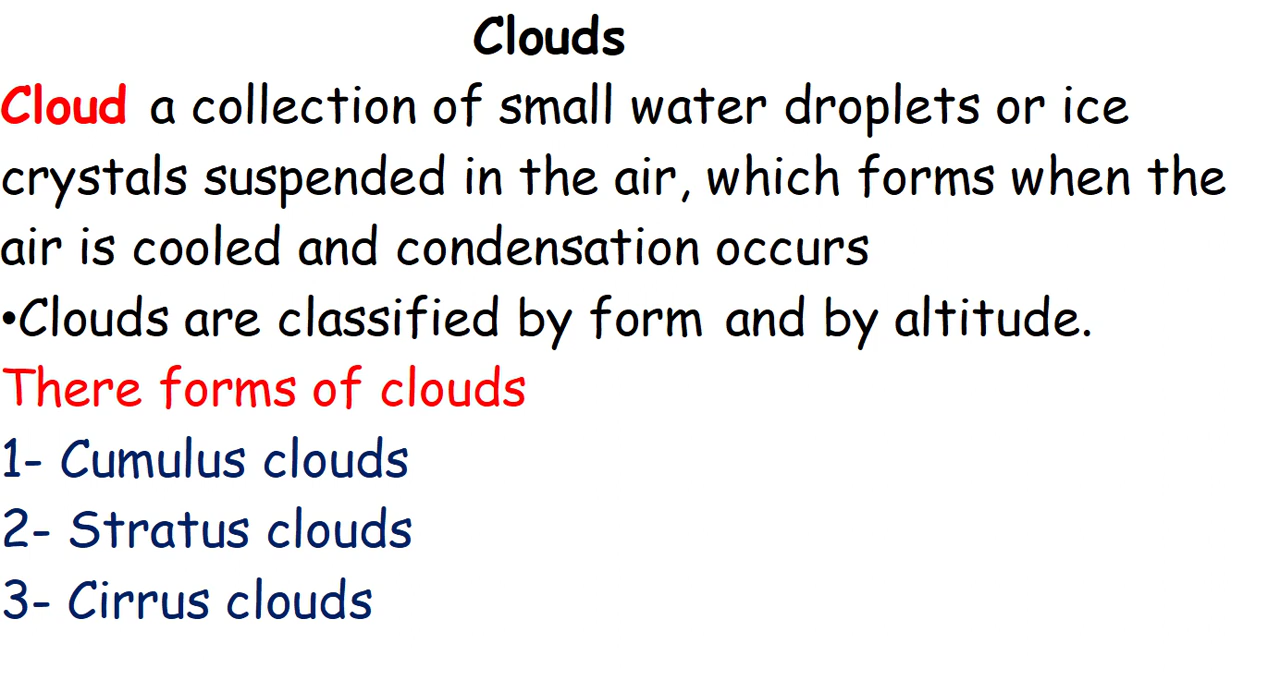 Clouds
Cloud a collection of small water droplets or ice
crystals suspended in the air, which forms when the
air is cooled and condensation occurs
•Clouds are classified by form and by altitude.
There forms of clouds
1- Cumulus clouds
2- Stratus clouds
3- Cirrus clouds